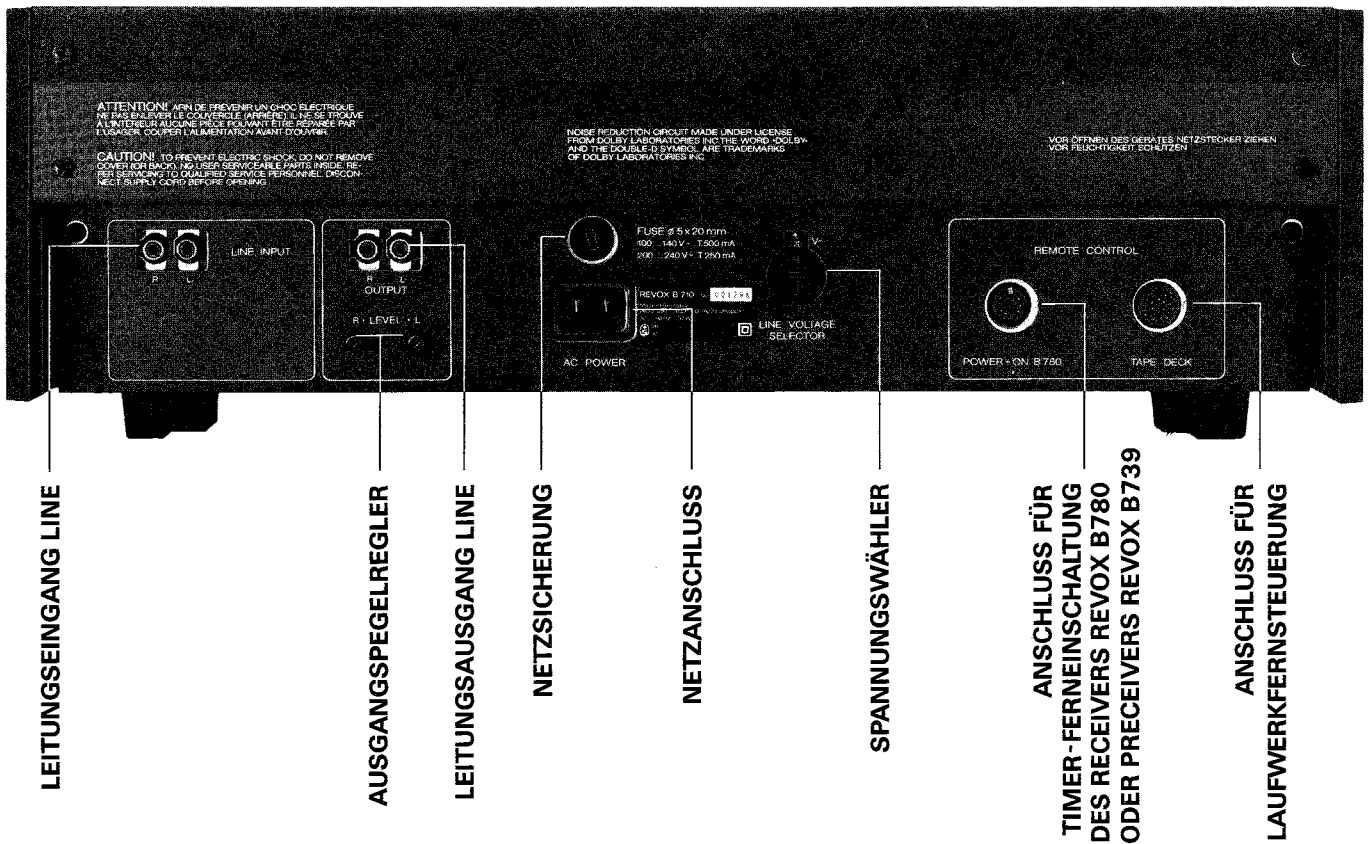 ATTENTION! AFIN DE PREVENIR UN CHOC ELECTRIQUE
NE PAS ENLEVER LE COUVERCLE (ARRIÈRE). IL NE SE TROUVE
À L'INTERIEUR AUCUNE PIÈCE POUVANT ÊTRE RÉPARÉE PAR
L'USAGER. COUPER L'ALIMENTATION AVANT D'OUVRIR.
CAUTION! TO PREVENT ELECTRIC SHOCK, DO NOT REMOVE
COVER (OR BACK). NO USER SERVICEABLE PARTS INSIDE. RE-
FER SERVICING TO QUALIFIED SERVICE PERSONNEL. DISCON-
NECT SUPPLY CORD BEFORE OPENING
NOISE REDUCTION CIRCUIT MADE UNDER LICENSE
FROM DOLBY LABORATORIES INC THE WORD «DOLBY»
AND THE DOUBLE-D SYMBOL ARE TRADEMARKS
OF DOLBY LABORATORIES INC
VOR ÖFFNEN DES GERÄTES NETZSTECKER ZIEHEN
VOR FEUCHTIGKEIT SCHÜTZEN
LINE INPUT
R L
R L
OUTPUT
R • LEVEL • L
FUSE ø 5 x 20 mm
100 ... 140 V ~ T 500 mA
200 ... 240 V ~ T 250 mA
REVOX B 710
AC POWER
V~
LINE VOLTAGE
SELECTOR
REMOTE CONTROL
POWER - ON B 780
TAPE DECK
LEITUNGSEINGANG LINE
AUSGANGSPEGELREGLER
LEITUNGSAUSGANG LINE
NETZSICHERUNG
NETZANSCHLUSS
SPANNUNGSWÄHLER
ANSCHLUSS FÜR
TIMER-FERNEINSCHALTUNG
DES RECEIVERS REVOX B780
ODER PRECEIVERS REVOX B739
ANSCHLUSS FÜR
LAUFWERKFERNSTEUERUNG